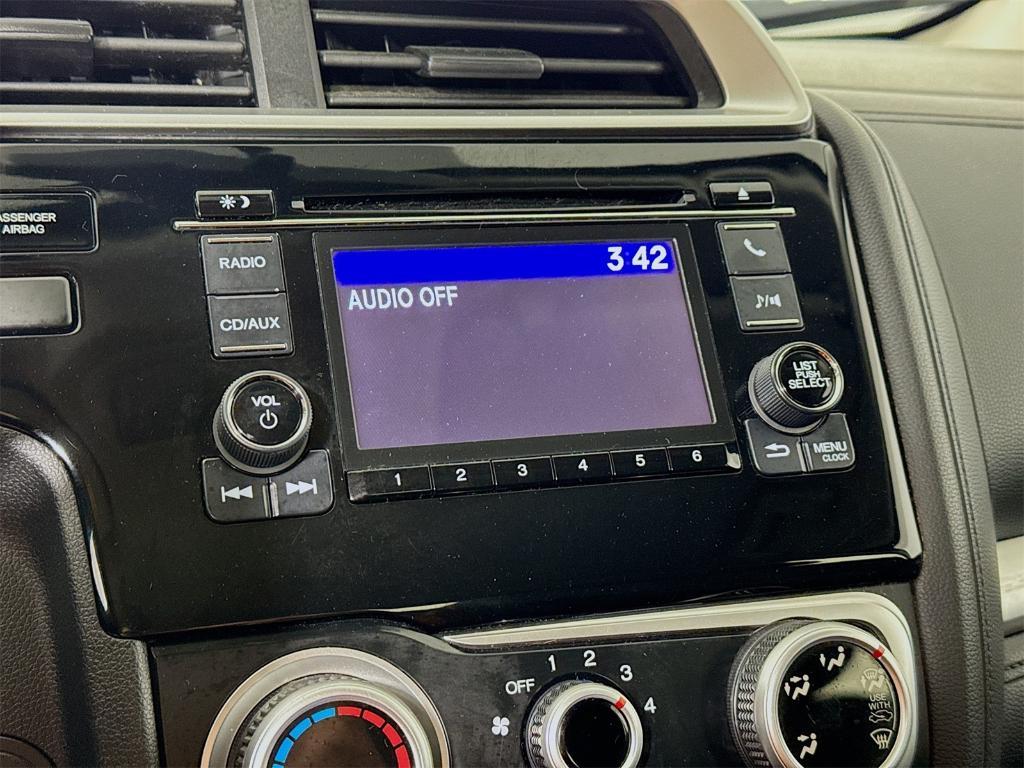 PASSENGER
AIRBAG
RADIO
CD/AUX
VOL
3:42
AUDIO OFF
1 2 3 4 5 6
LIST
PUSH
SELECT
MENU
CLOCK
OFF 1 2 3 4
USE
WITH